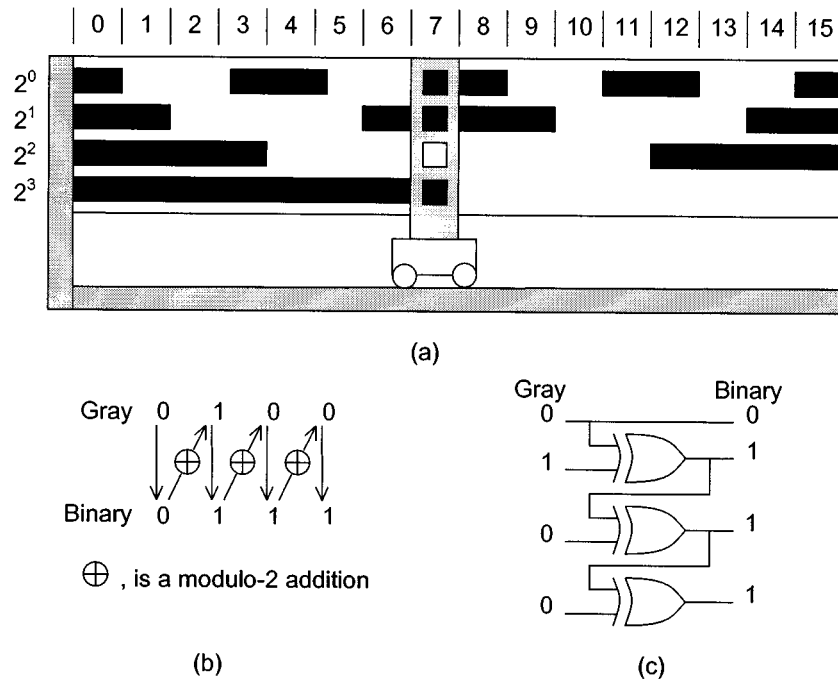 0 1 2 3 4 5 6 7 8 9 10 11 12 13 14 15
2⁰
2¹
2²
2³
(a)
Gray 0 1 0 0
Binary 0 1 1 1
⊕ , is a modulo-2 addition
(b)
Gray Binary
0 0
1 1
0 1
0 1
(c)